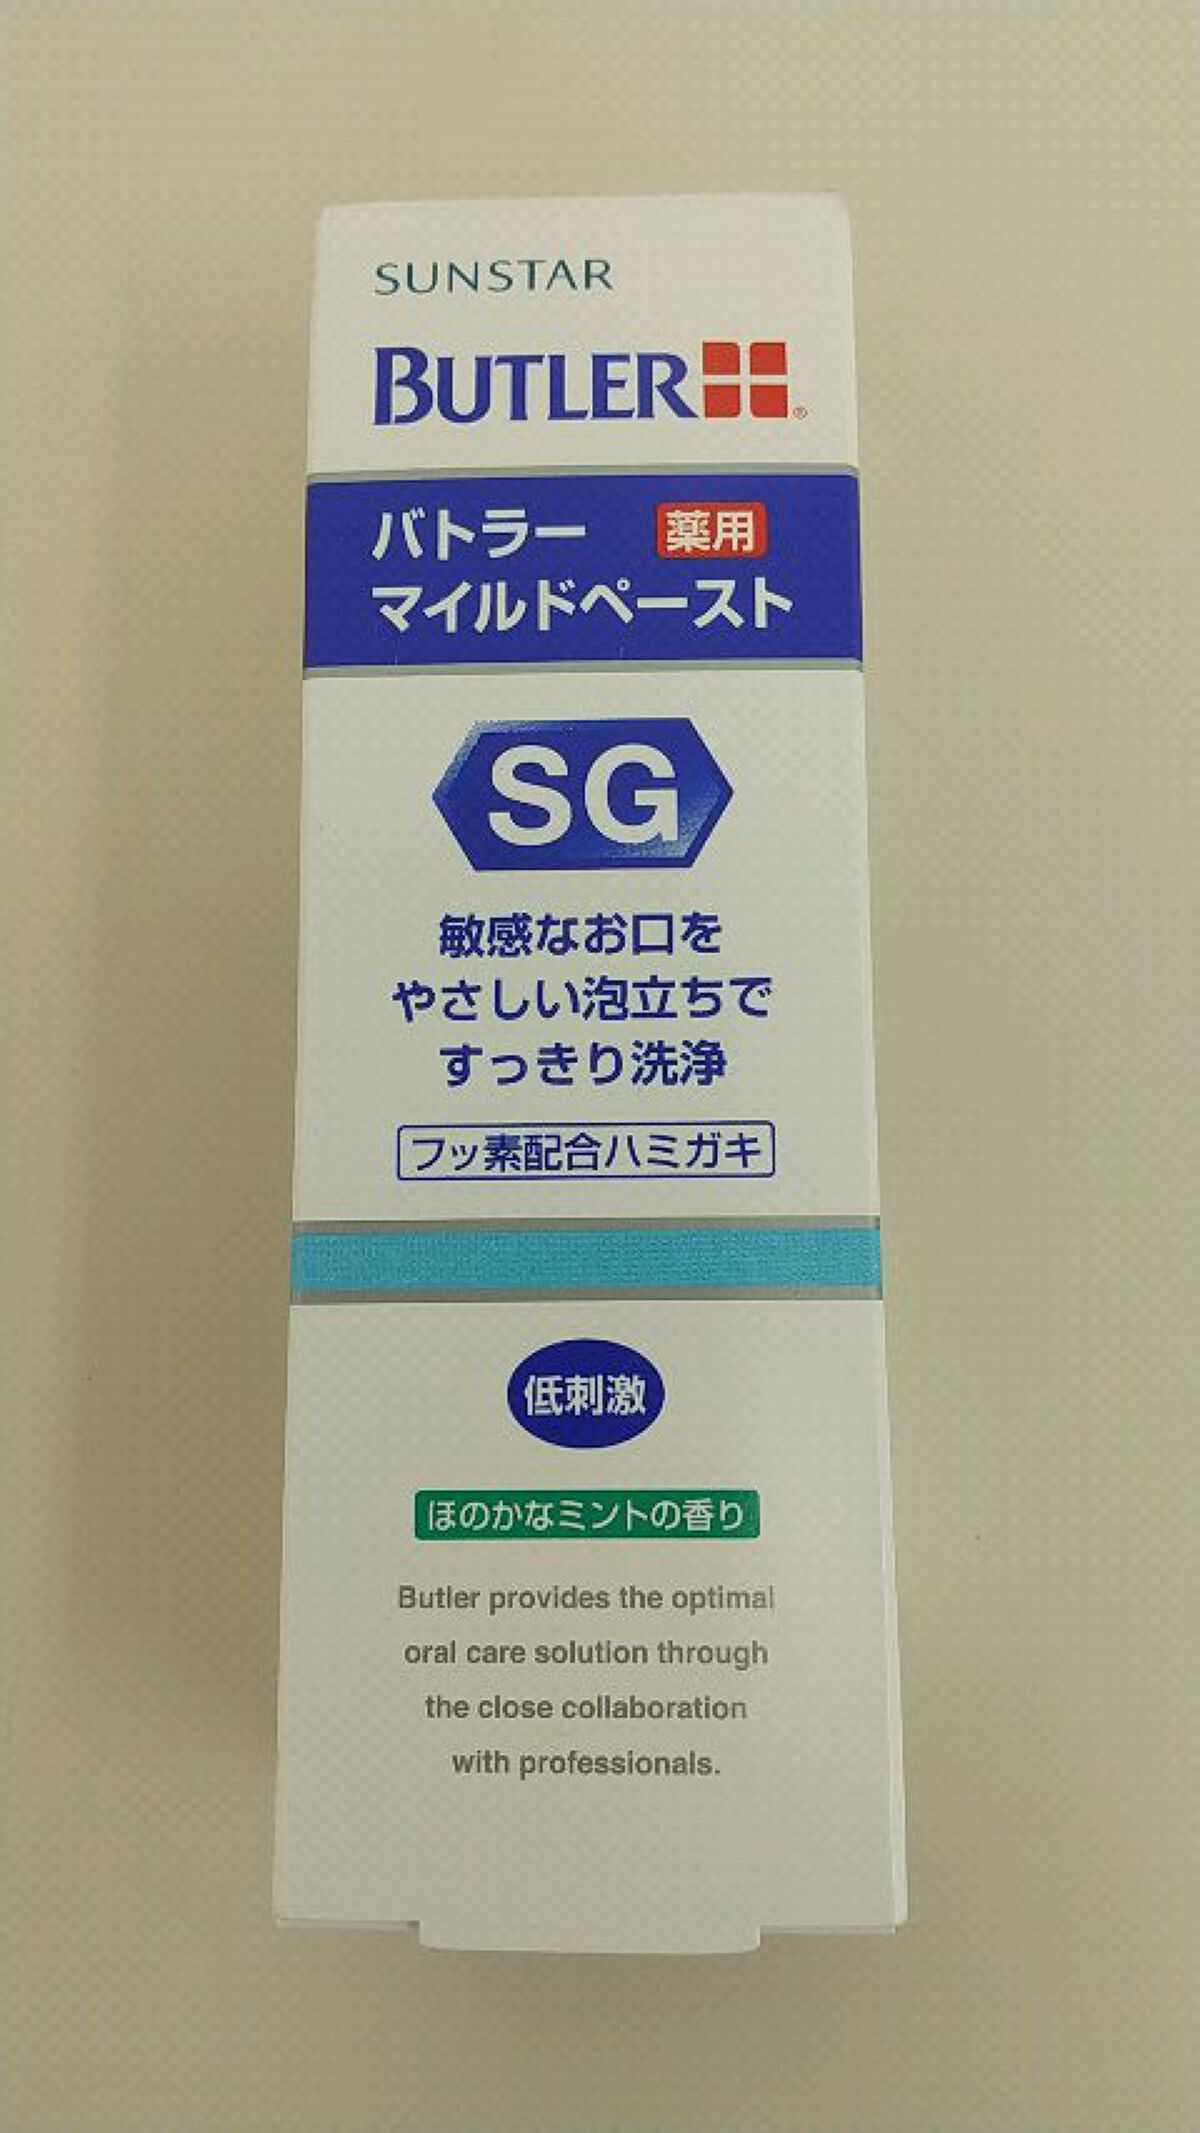 SUNSTAR
BUTLER®
バトラー 薬用
マイルドペースト
SG
敏感なお口を
やさしい泡立ちで
すっきり洗浄
フッ素配合ハミガキ
低刺激
ほのかなミントの香り
Butler provides the optimal
oral care solution through
the close collaboration
with professionals.